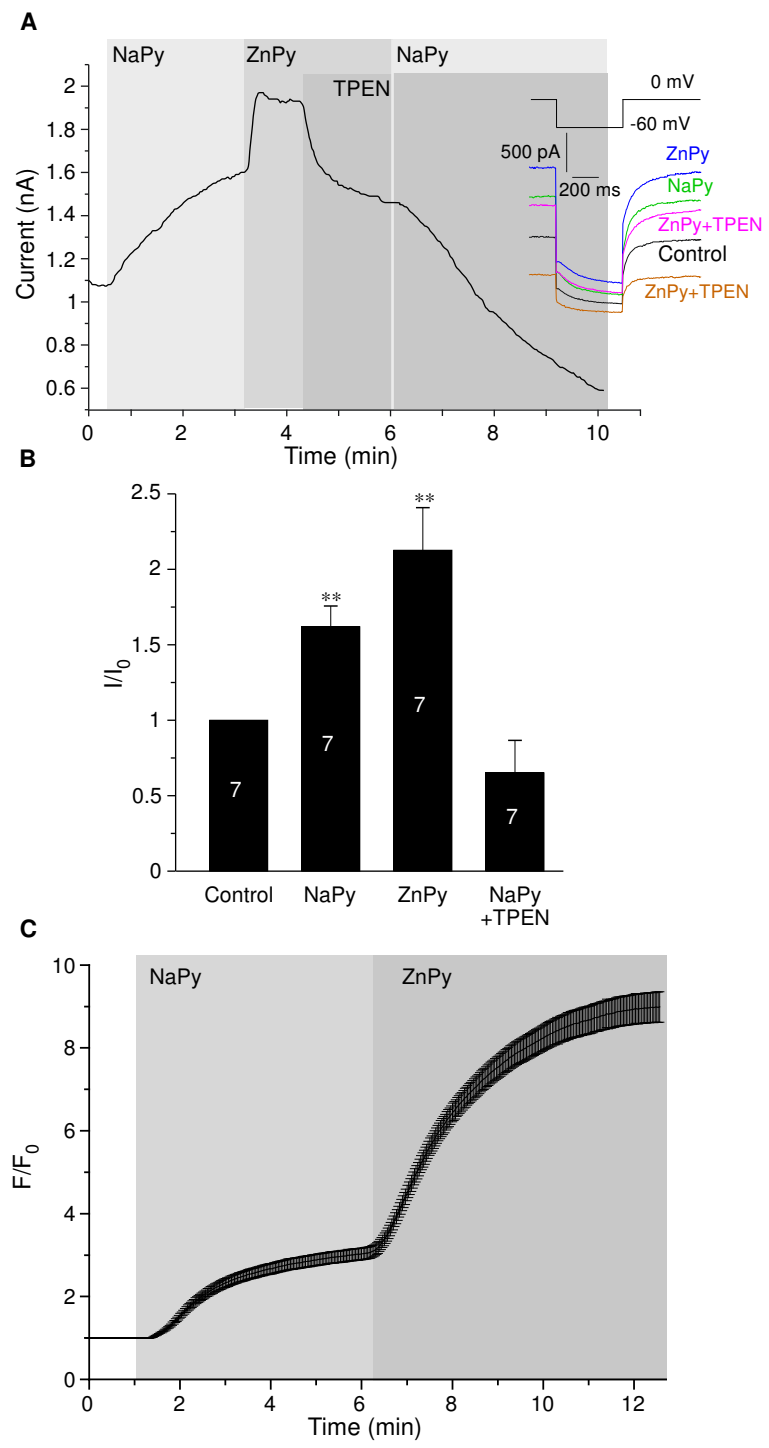 A
NaPy
ZnPy
NaPy
TPEN
2
1.8
1.6
1.4
1.2
1
0.8
0.6
Current (nA)
0
2
4
6
8
10
Time (min)
0 mV
-60 mV
500 pA
200 ms
ZnPy
NaPy
ZnPy+TPEN
Control
ZnPy+TPEN
B
2.5
2
1.5
1
0.5
0
I/I0
**
**
7
7
7
7
Control
NaPy
ZnPy
NaPy
+TPEN
C
NaPy
ZnPy
10
8
6
4
2
0
F/F0
0
2
4
6
8
10
12
Time (min)